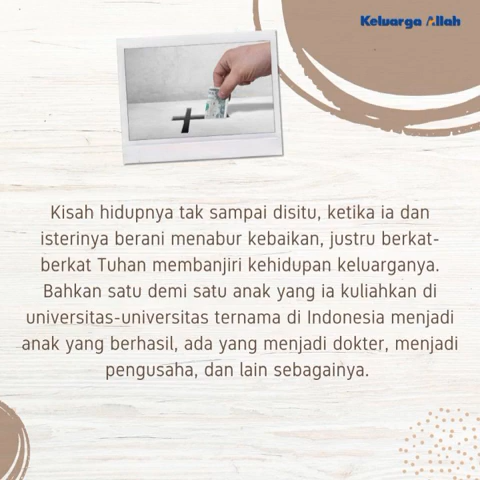 Keluarga Allah
Kisah hidupnya tak sampai disitu, ketika ia dan
isterinya berani menabur kebaikan, justru berkat-
berkat Tuhan membanjiri kehidupan keluarganya.
Bahkan satu demi satu anak yang ia kuliahkan di
universitas-universitas ternama di Indonesia menjadi
anak yang berhasil, ada yang menjadi dokter, menjadi
pengusaha, dan lain sebagainya.